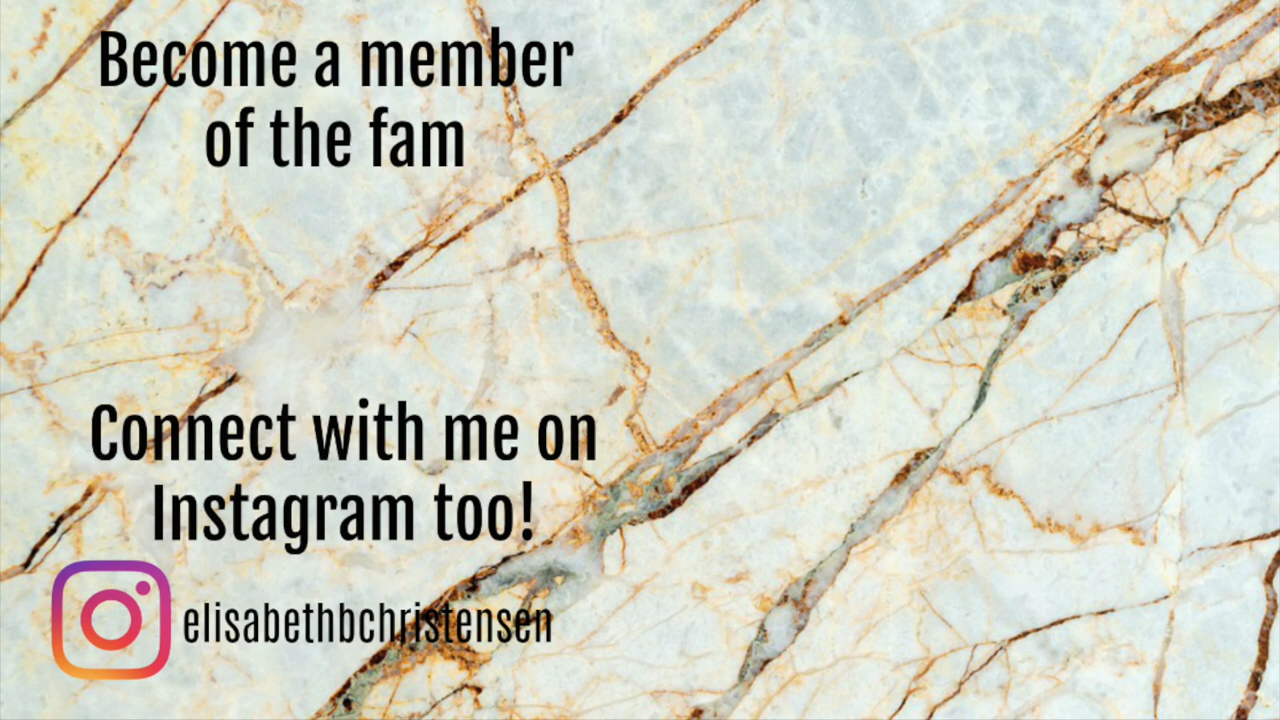 Become a member
of the fam
Connect with me on
Instagram too!
elisabethbchristensen